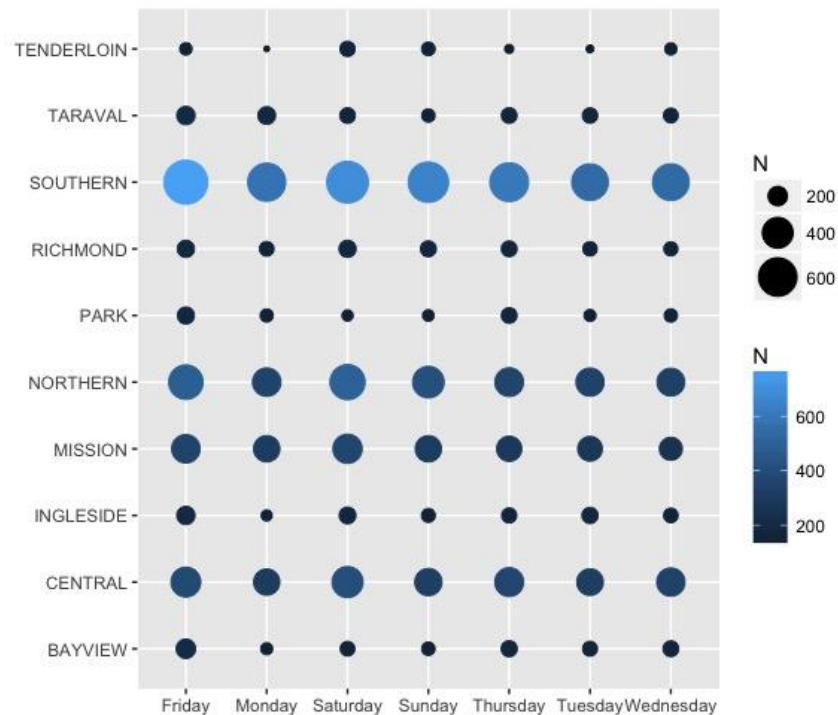 TENDERLOIN
TARAVAL
SOUTHERN
RICHMOND
PARK
NORTHERN
MISSION
INGLESIDE
CENTRAL
BAYVIEW
Friday Monday Saturday Sunday Thursday Tuesday Wednesday
N
200
400
600
N
600
400
200